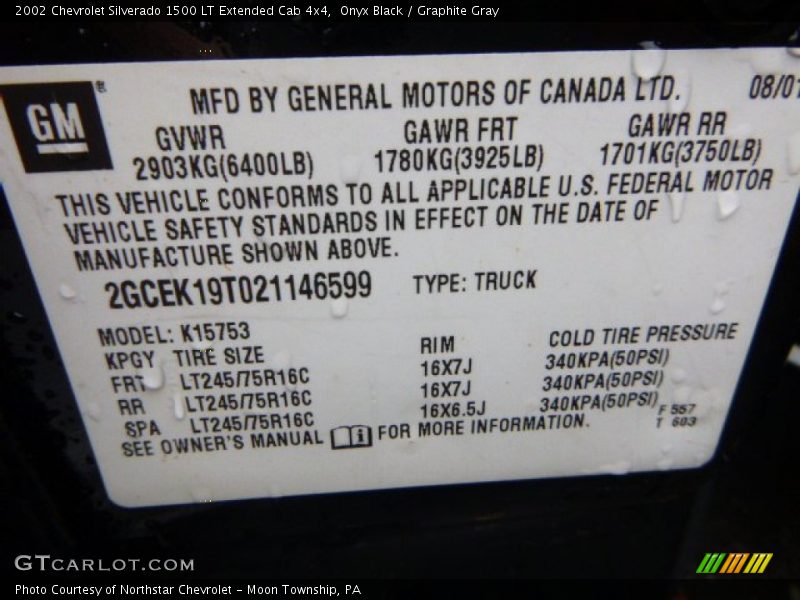 2002 Chevrolet Silverado 1500 LT Extended Cab 4x4, Onyx Black / Graphite Gray
GM ®
MFD BY GENERAL MOTORS OF CANADA LTD. 08/01
GVWR GAWR FRT GAWR RR
2903KG(6400LB) 1780KG(3925LB) 1701KG(3750LB)
THIS VEHICLE CONFORMS TO ALL APPLICABLE U.S. FEDERAL MOTOR
VEHICLE SAFETY STANDARDS IN EFFECT ON THE DATE OF
MANUFACTURE SHOWN ABOVE.
2GCEK19T021146599 TYPE: TRUCK
MODEL: K15753
KPGY TIRE SIZE RIM COLD TIRE PRESSURE
FRT LT245/75R16C 16X7J 340KPA(50PSI)
RR LT245/75R16C 16X7J 340KPA(50PSI)
SPA LT245/75R16C 16X6.5J 340KPA(50PSI)
SEE OWNER'S MANUAL i FOR MORE INFORMATION.
F 557
T 603
GTCARLOT.COM
Photo Courtesy of Northstar Chevrolet - Moon Township, PA